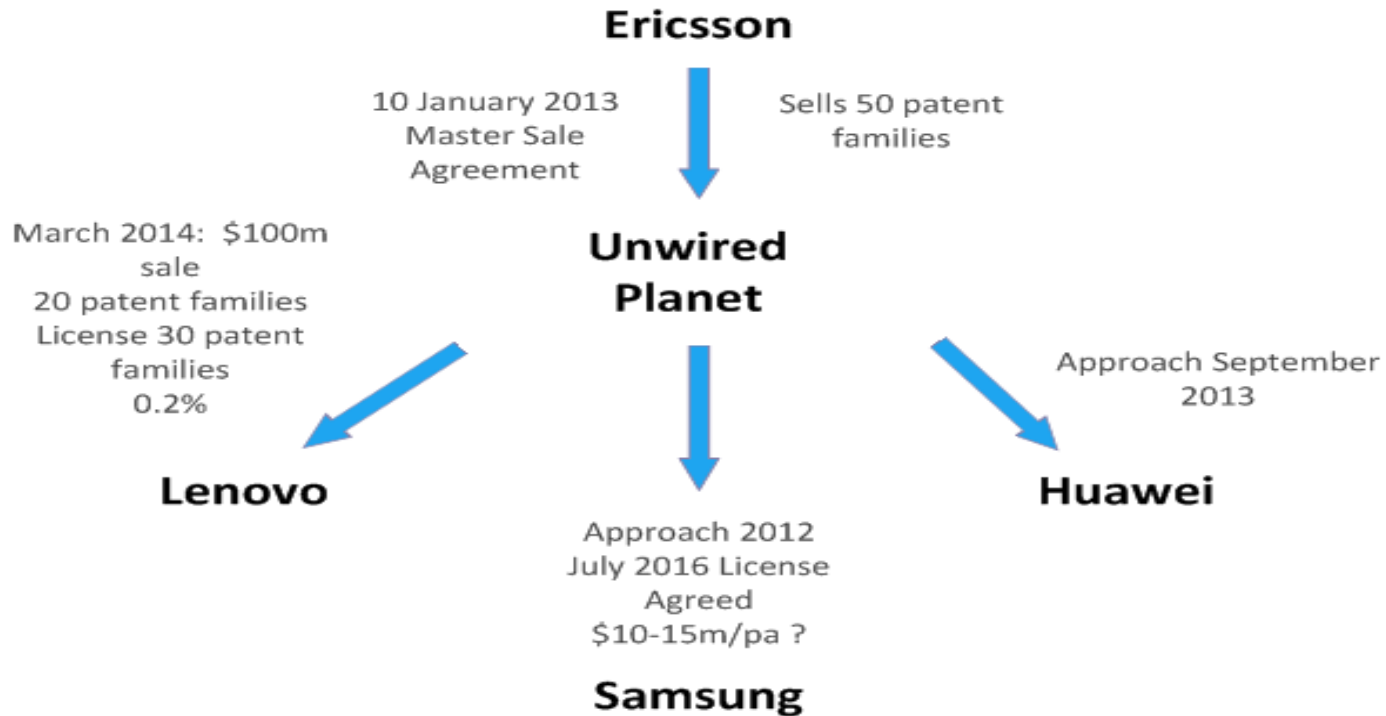 Ericsson
10 January 2013
Master Sale
Agreement
Sells 50 patent
families
Unwired
Planet
March 2014:  $100m
sale
20 patent families
License 30 patent
families
0.2%
Lenovo
Approach 2012
July 2016 License
Agreed
$10-15m/pa ?
Samsung
Approach September
2013
Huawei